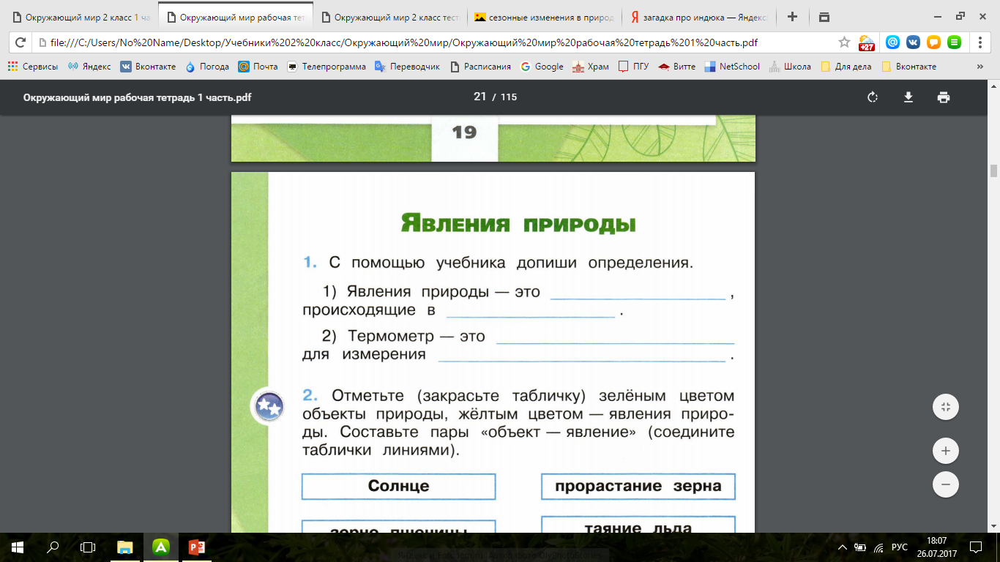 Окружающий мир 2 класс 1 ча
Окружающий мир рабочая тет
Окружающий мир 2 класс тест
сезонные изменения в природ
загадка про индюка — Яндекс
file:///C:/Users/No%20Name/Desktop/Учебники%202%20класс/Окружающий%20мир/Окружающий%20мир%20рабочая%20тетрадь%201%20часть.pdf
+27
Сервисы Яндекс Вконтакте Погода Почта Телепрограмма Переводчик Расписания Google Храм ПГУ Витте NetSchool Школа Для дела Вконтакте »
Окружающий мир рабочая тетрадь 1 часть.pdf 21 / 115
19
Явления природы
1. С помощью учебника допиши определения.
1) Явления природы — это ,
происходящие в .
2) Термометр — это
для измерения .
2. Отметьте (закрасьте табличку) зелёным цветом
объекты природы, жёлтым цветом — явления приро-
ды. Составьте пары «объект — явление» (соедините
таблички линиями).
Солнце прорастание зерна
зерно пшеницы таяние льда
РУС
18:07
26.07.2017